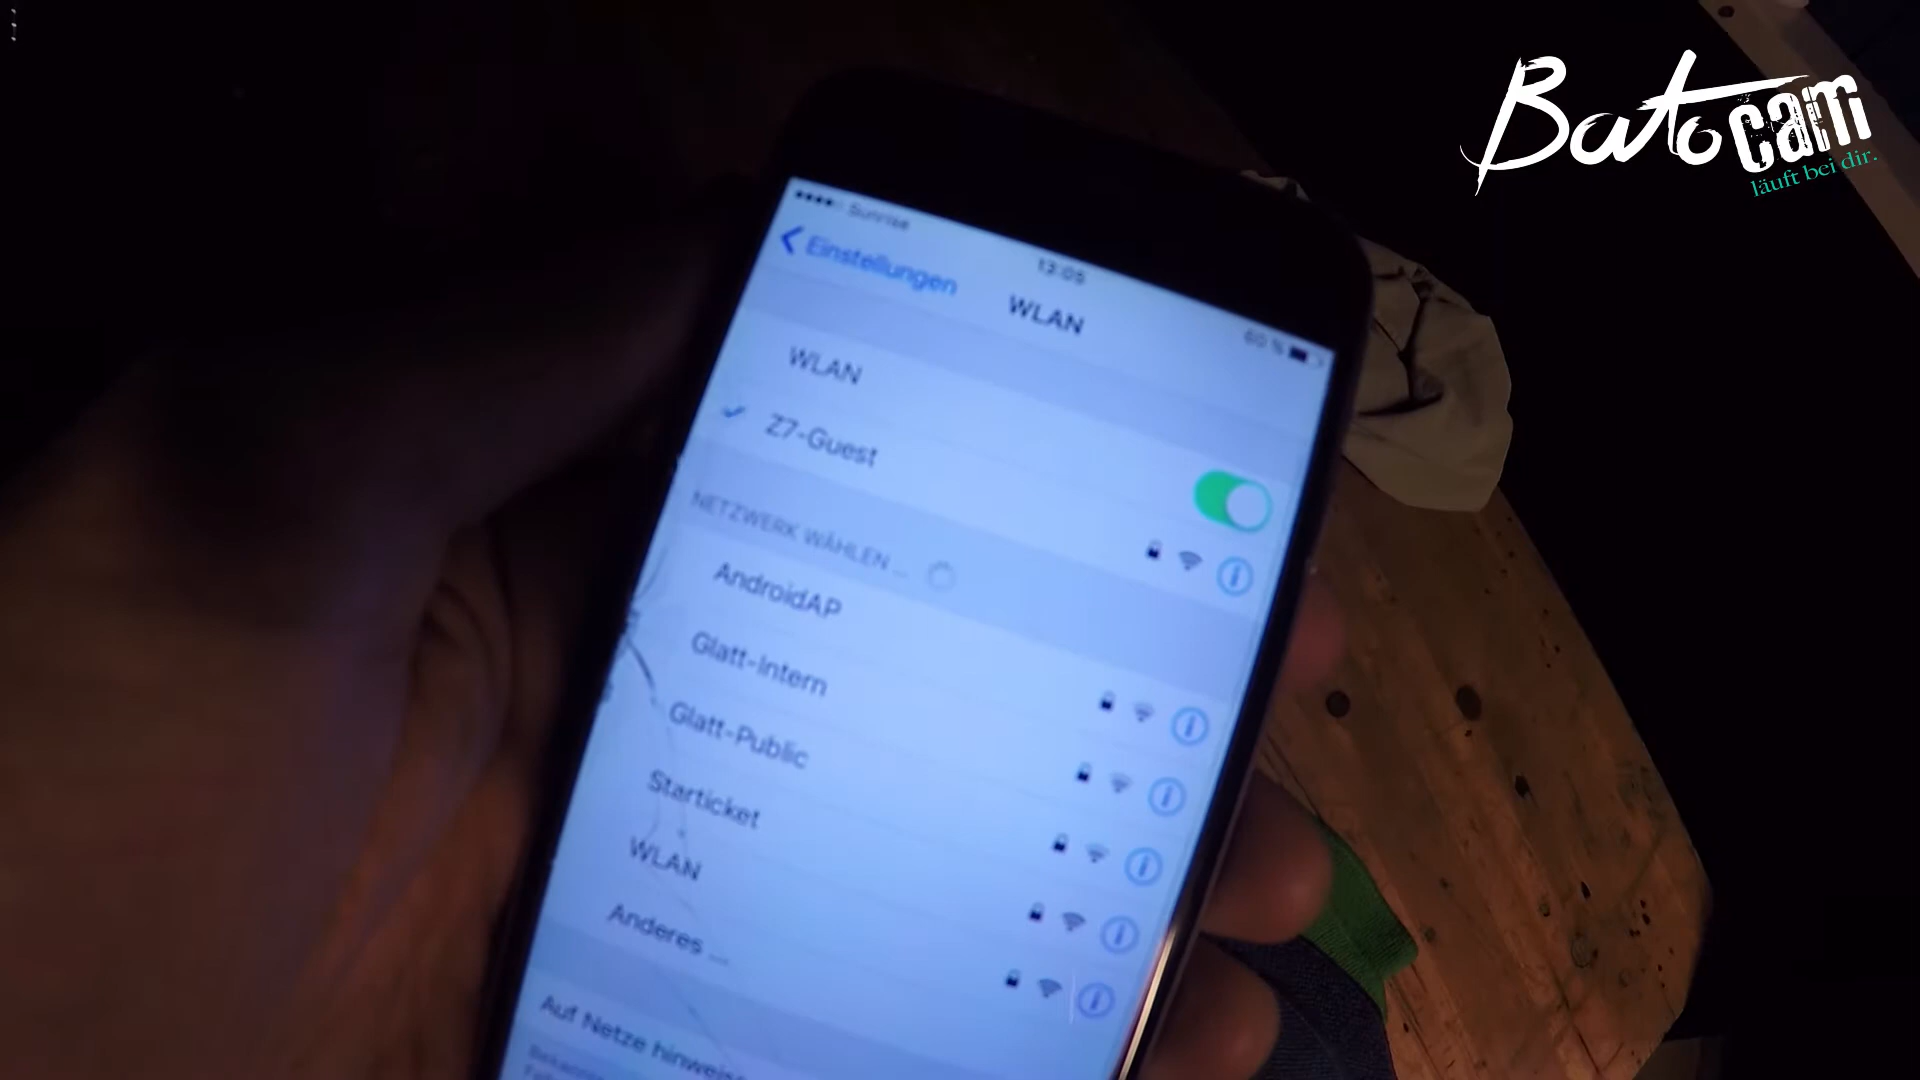 Bato cam
läuft bei dir.
Sunrise
13:05
60 %
Einstellungen
WLAN
WLAN
Z7-Guest
NETZWERK WÄHLEN ...
AndroidAP
Glatt-Intern
Glatt-Public
Starticket
WLAN
Anderes ...
Auf Netze